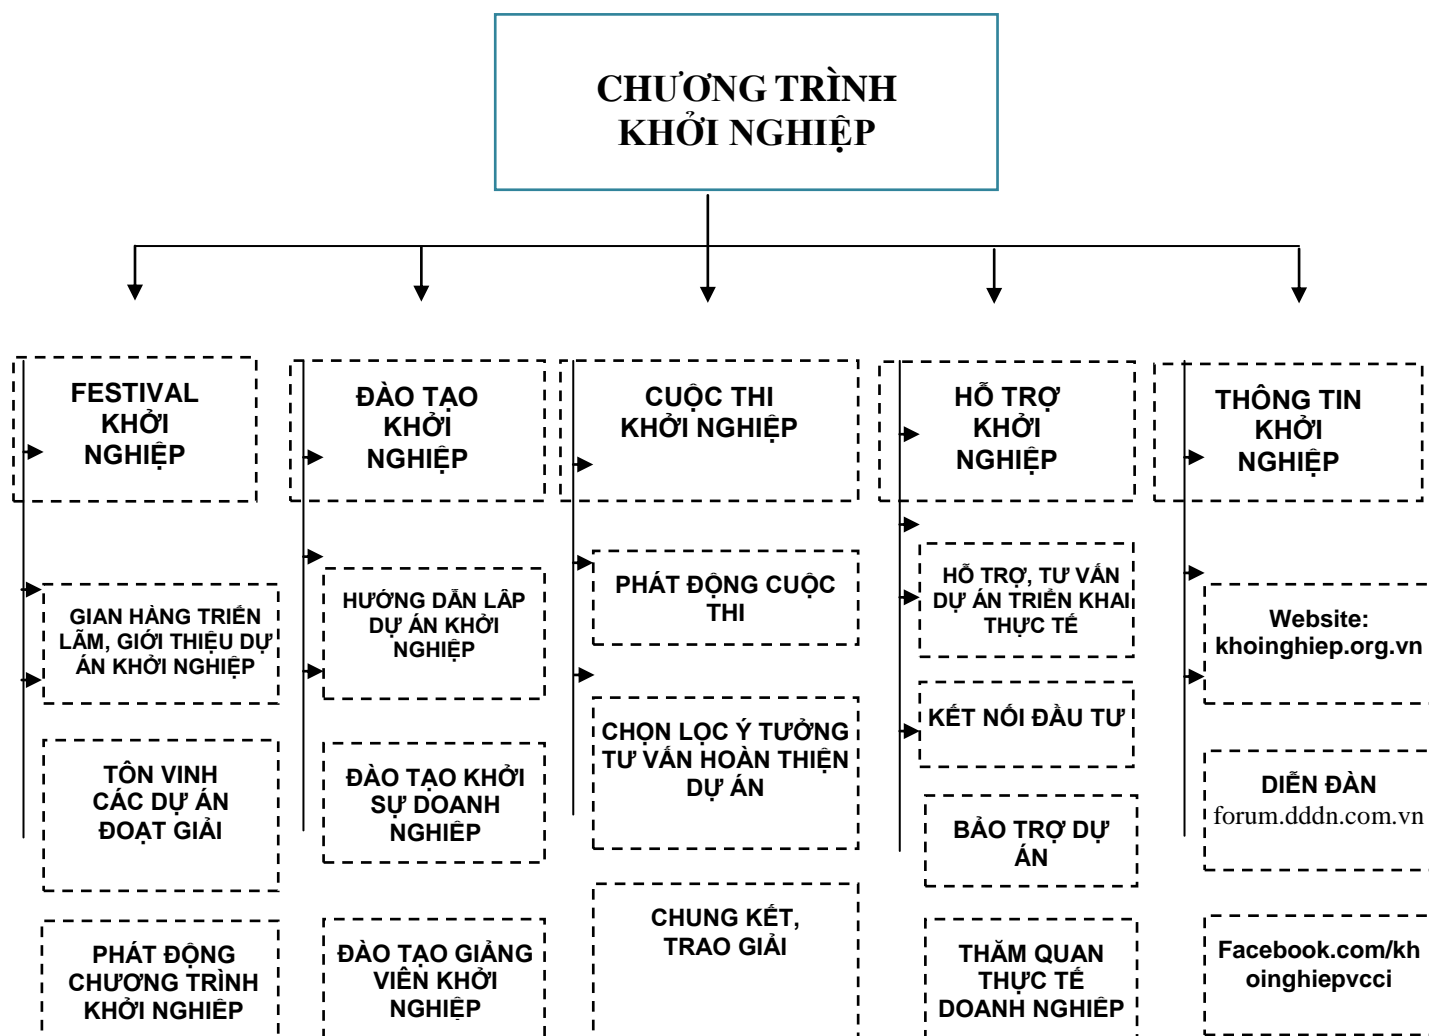 CHƯƠNG TRÌNH
KHỞI NGHIỆP
FESTIVAL
KHỞI
NGHIỆP
GIAN HÀNG TRIỂN
LÃM, GIỚI THIỆU DỰ
ÁN KHỞI NGHIỆP
TÔN VINH
CÁC DỰ ÁN
ĐOẠT GIẢI
PHÁT ĐỘNG
CHƯƠNG TRÌNH
KHỞI NGHIỆP
ĐÀO TẠO
KHỞI
NGHIỆP
HƯỚNG DẪN LẬP
DỰ ÁN KHỞI
NGHIỆP
ĐÀO TẠO KHỞI
SỰ DOANH
NGHIỆP
ĐÀO TẠO GIẢNG
VIÊN KHỞI
NGHIỆP
CUỘC THI
KHỞI NGHIỆP
PHÁT ĐỘNG CUỘC
THI
CHỌN LỌC Ý TƯỞNG
TƯ VẤN HOÀN THIỆN
DỰ ÁN
CHUNG KẾT,
TRAO GIẢI
HỖ TRỢ
KHỞI
NGHIỆP
HỖ TRỢ, TƯ VẤN
DỰ ÁN TRIỂN KHAI
THỰC TẾ
KẾT NỐI ĐẦU TƯ
BẢO TRỢ DỰ
ÁN
THĂM QUAN
THỰC TẾ
DOANH NGHIỆP
THÔNG TIN
KHỞI
NGHIỆP
Website:
khoinghiep.org.vn
DIỄN ĐÀN
forum.dddn.com.vn
Facebook.com/kh
oinghiepvcci